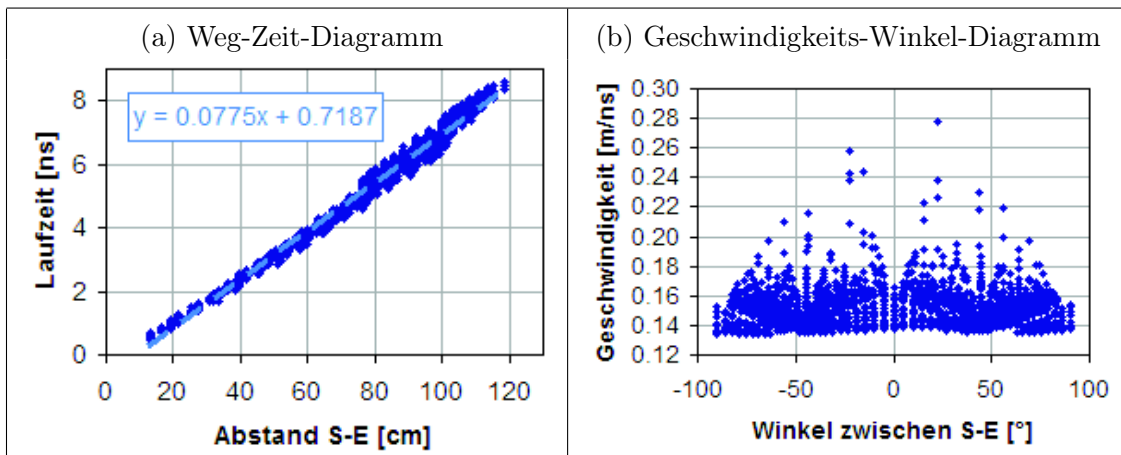 (a) Weg-Zeit-Diagramm
8
6
4
2
0
Laufzeit [ns]
y = 0.0775x + 0.7187
0 20 40 60 80 100 120
Abstand S-E [cm]
(b) Geschwindigkeits-Winkel-Diagramm
0.30
0.28
0.26
0.24
0.22
0.20
0.18
0.16
0.14
0.12
Geschwindigkeit [m/ns]
-100 -50 0 50 100
Winkel zwischen S-E [°]